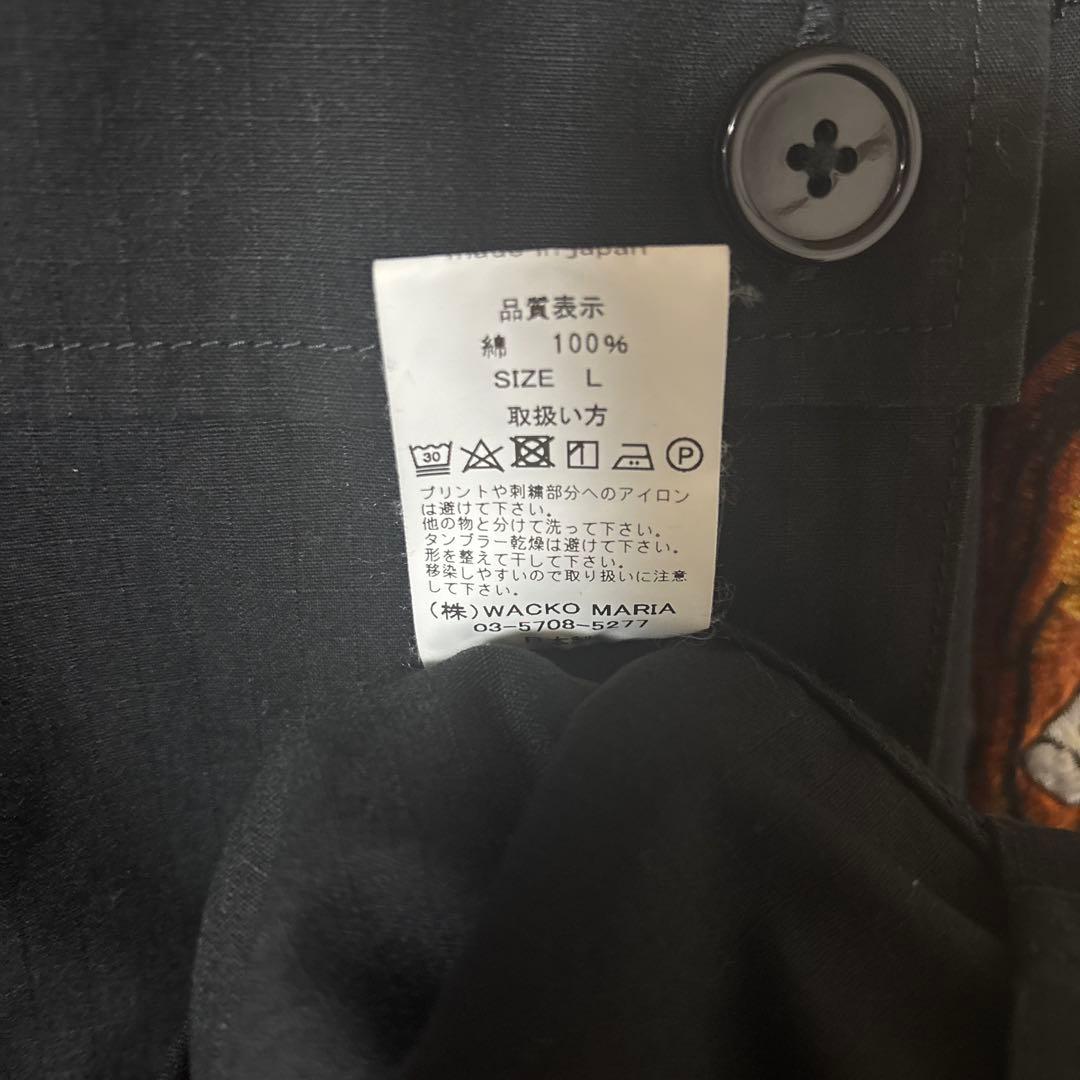 made in Japan
品質表示
綿 100%
SIZE L
取扱い方
30 P
プリントや刺繍部分へのアイロン
は避けて下さい。
他の物と分けて洗って下さい。
タンブラー乾燥は避けて下さい。
形を整えて干して下さい。
移染しやすいので取り扱いに注意
して下さい。
(株)WACKO MARIA
03-5708-5277